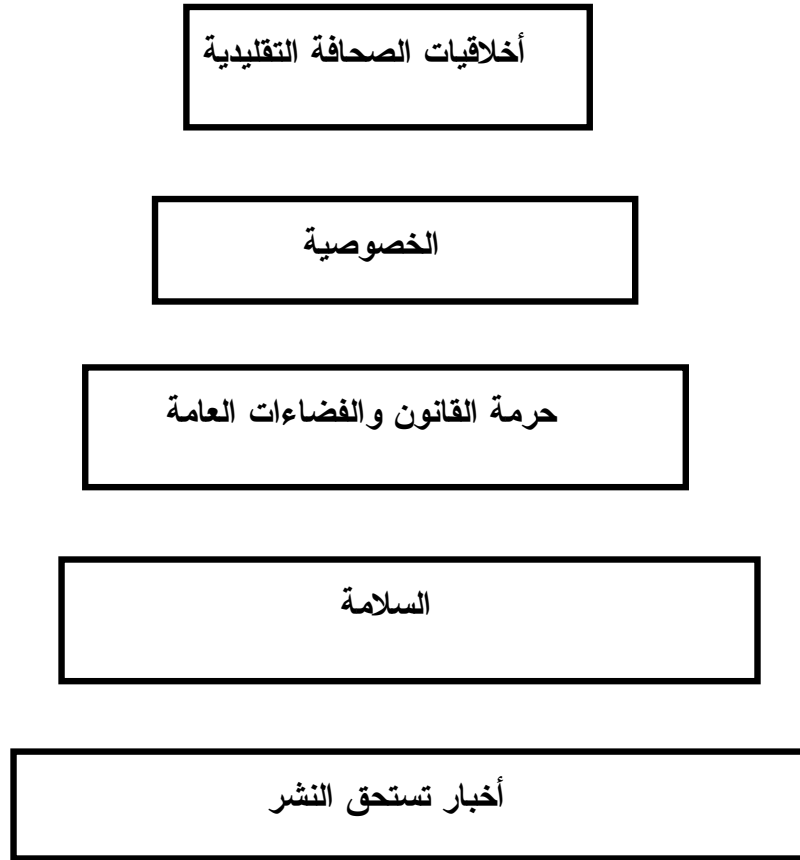 أخلاقيات الصحافة التقليدية
الخصوصية
حرمة القانون والفضاءات العامة
السلامة
أخبار تستحق النشر